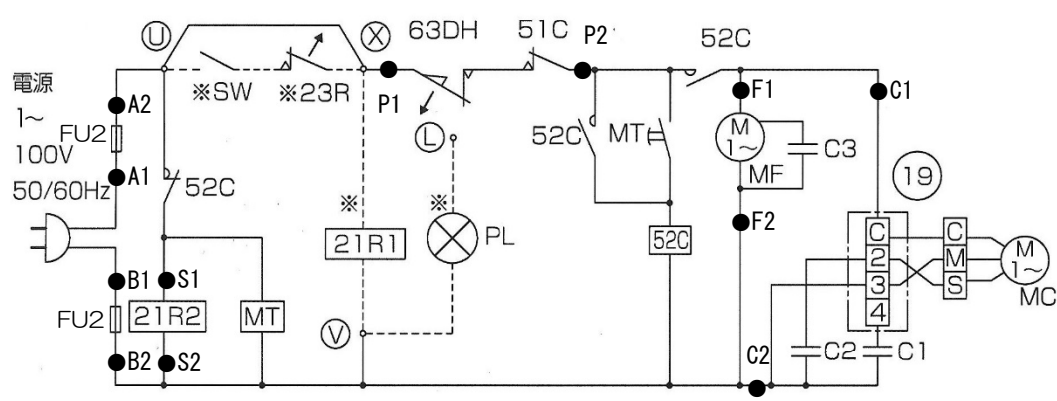 U
X
63DH
51C
P2
52C
電源
1～
100V
50/60Hz
A2
FU2
A1
※SW
※23R
P1
L
52C
52C
MT
F1
M
1～
MF
C3
C1
19
F2
※
21R1
※
PL
52C
C
2
3
4
C
M
S
M
1～
MC
B1
FU2
B2
S1
21R2
S2
MT
V
C2
C2
C1